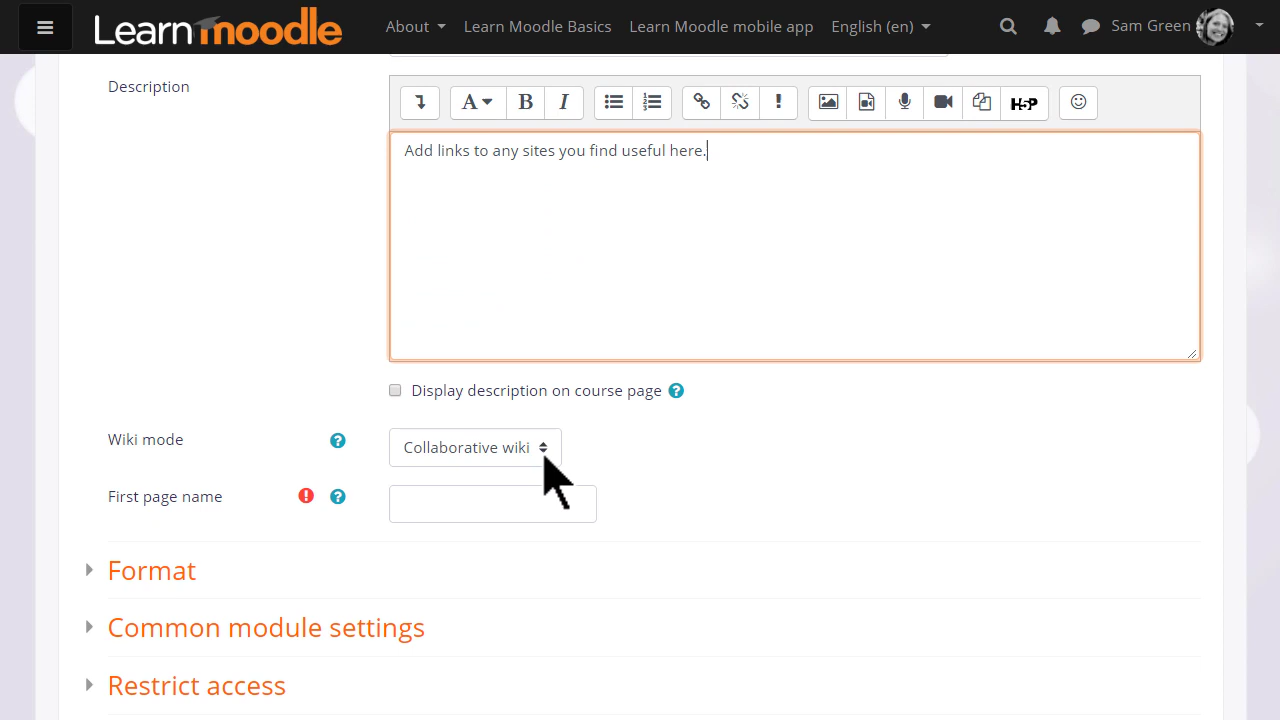 Learn moodle About Learn Moodle Basics Learn Moodle mobile app English (en) Sam Green
Description
A B I H5P
Add links to any sites you find useful here.
Display description on course page ?
Wiki mode ? Collaborative wiki
First page name ! ?
Format
Common module settings
Restrict access